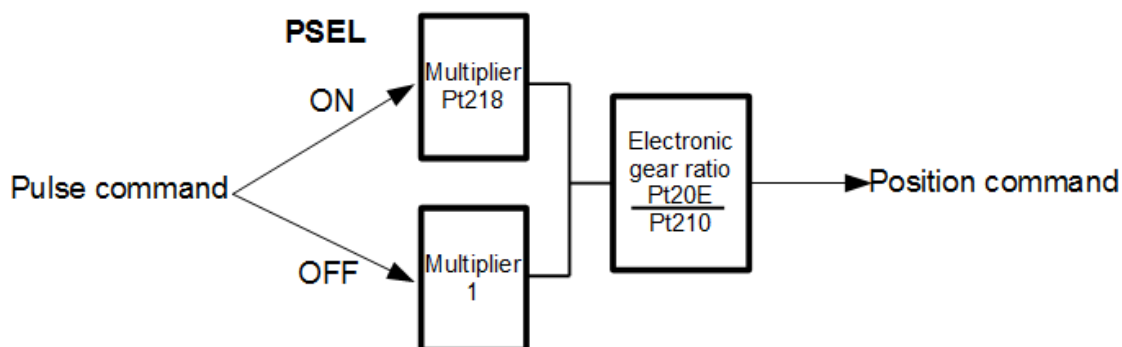 PSEL
Multiplier
Pt218
ON
Electronic
gear ratio
Pt20E
Pt210
Pulse command
Position command
OFF
Multiplier
1